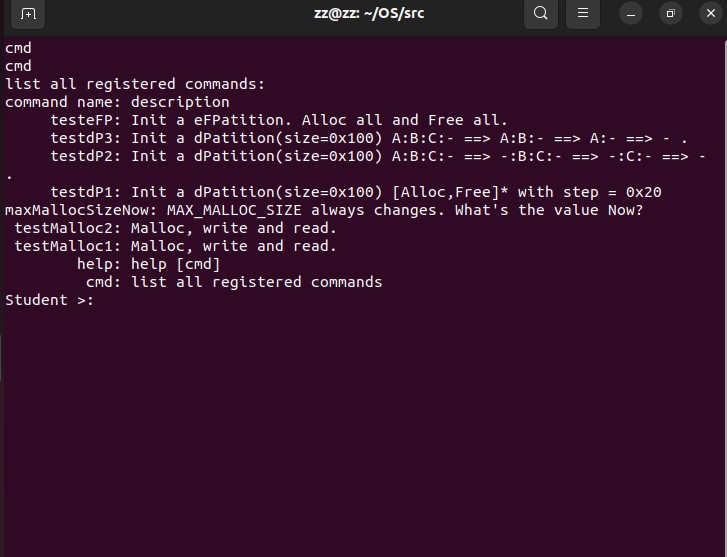 zz@zz: ~/OS/src
cmd
cmd
list all registered commands:
command name: description
     testeFP: Init a eFPatition. Alloc all and Free all.
     testdP3: Init a dPatition(size=0x100) A:B:C:- ==> A:B:- ==> A:- ==> - .
     testdP2: Init a dPatition(size=0x100) A:B:C:- ==> -:B:C:- ==> -:C:- ==> -
.
     testdP1: Init a dPatition(size=0x100) [Alloc,Free]* with step = 0x20
maxMallocSizeNow: MAX_MALLOC_SIZE always changes. What's the value Now?
 testMalloc2: Malloc, write and read.
 testMalloc1: Malloc, write and read.
        help: help [cmd]
         cmd: list all registered commands
Student >: